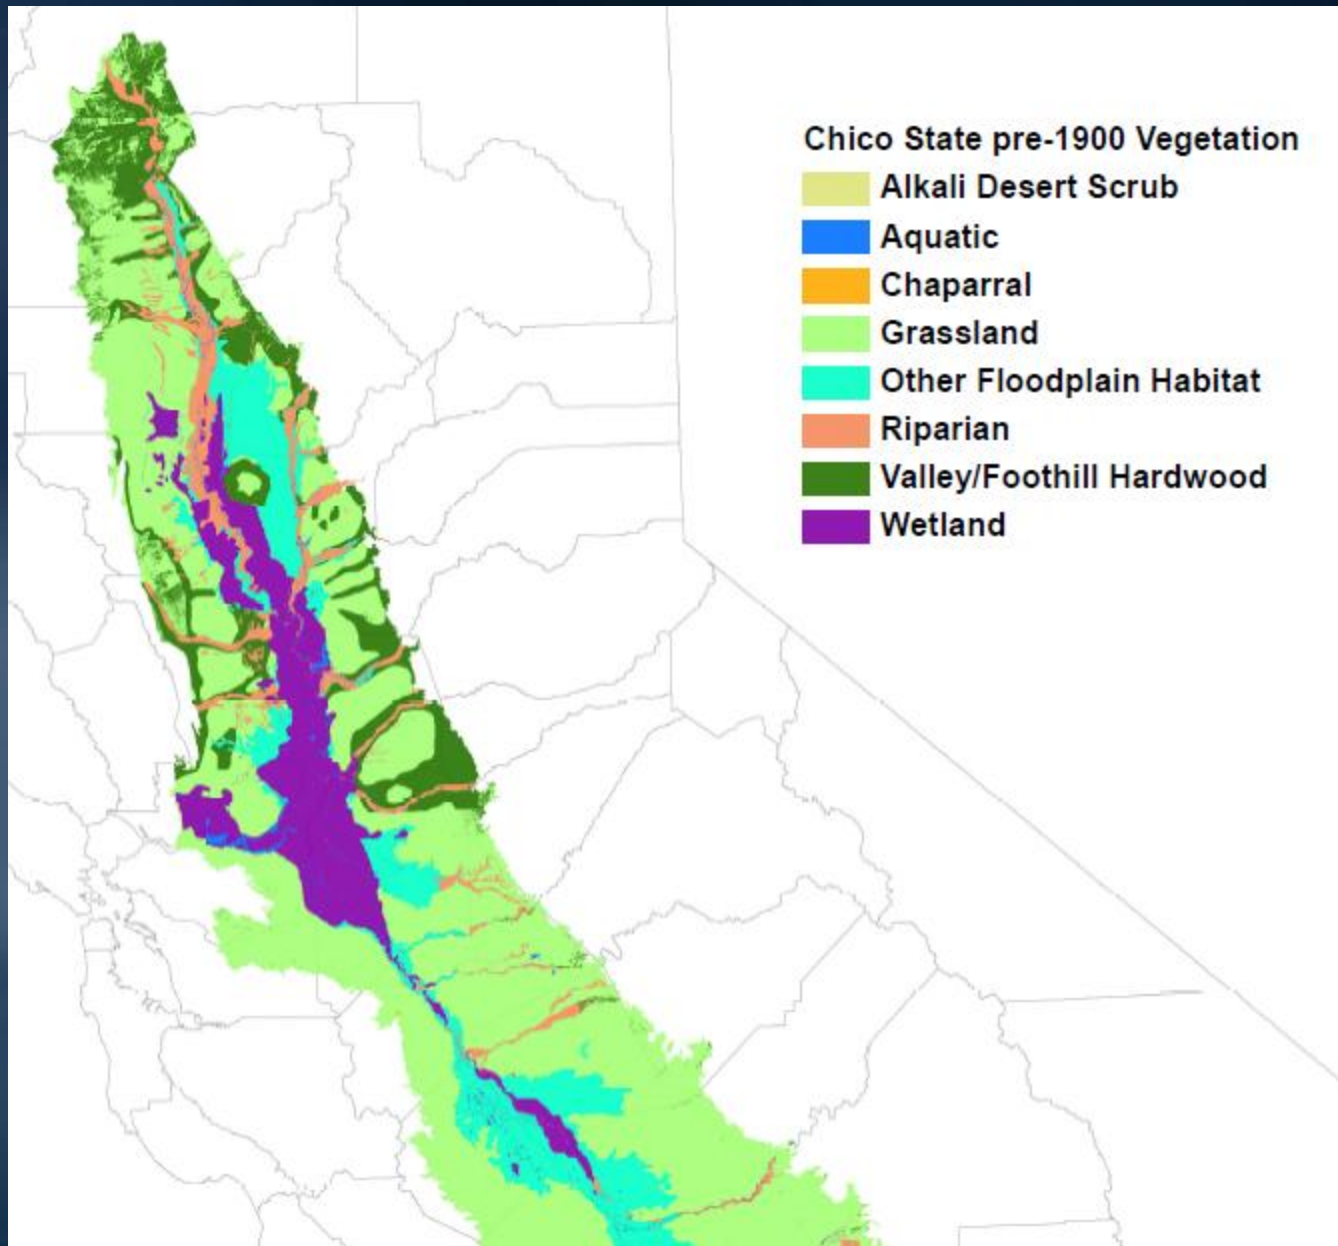 Chico State pre-1900 Vegetation
Alkali Desert Scrub
Aquatic
Chaparral
Grassland
Other Floodplain Habitat
Riparian
Valley/Foothill Hardwood
Wetland